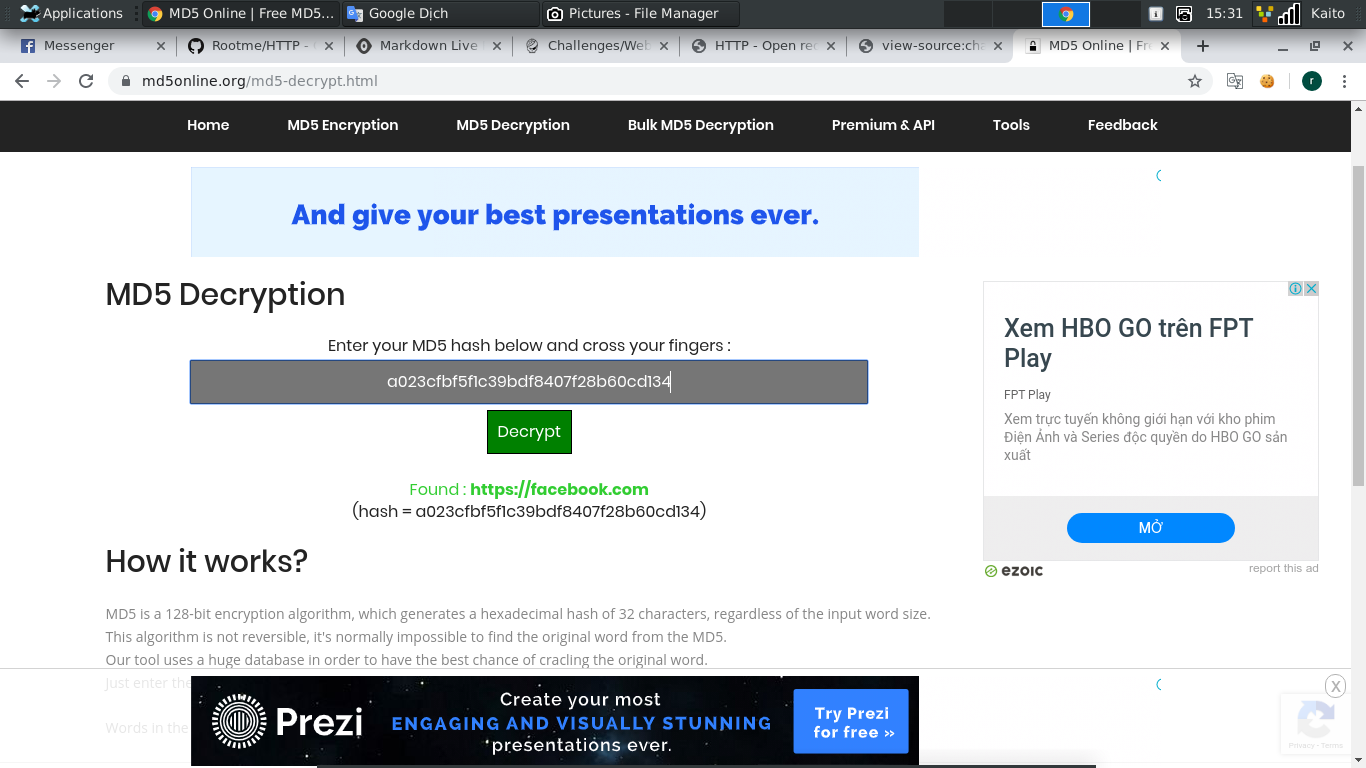 Applications
MD5 Online | Free MD5...
Google Dịch
Pictures - File Manager
15:31
Kaito
Messenger
Rootme/HTTP -
Markdown Live
Challenges/Web
HTTP - Open re
view-source:cha
MD5 Online | Fre
md5online.org/md5-decrypt.html
r
Home
MD5 Encryption
MD5 Decryption
Bulk MD5 Decryption
Premium & API
Tools
Feedback
And give your best presentations ever.
MD5 Decryption
Enter your MD5 hash below and cross your fingers :
a023cfbf5f1c39bdf8407f28b60cd134
Decrypt
Found : https://facebook.com
(hash = a023cfbf5f1c39bdf8407f28b60cd134)
Xem HBO GO trên FPT
Play
FPT Play
Xem trực tuyến không giới hạn với kho phim
Điện Ảnh và Series độc quyền do HBO GO sản
xuất
MỞ
ezoic
report this ad
How it works?
MD5 is a 128-bit encryption algorithm, which generates a hexadecimal hash of 32 characters, regardless of the input word size.
This algorithm is not reversible, it's normally impossible to find the original word from the MD5.
Our tool uses a huge database in order to have the best chance of cracling the original word.
Just enter the
Words in the
Prezi
Create your most
ENGAGING AND VISUALLY STUNNING
presentations ever.
Try Prezi
for free »
X
Privacy - Terms